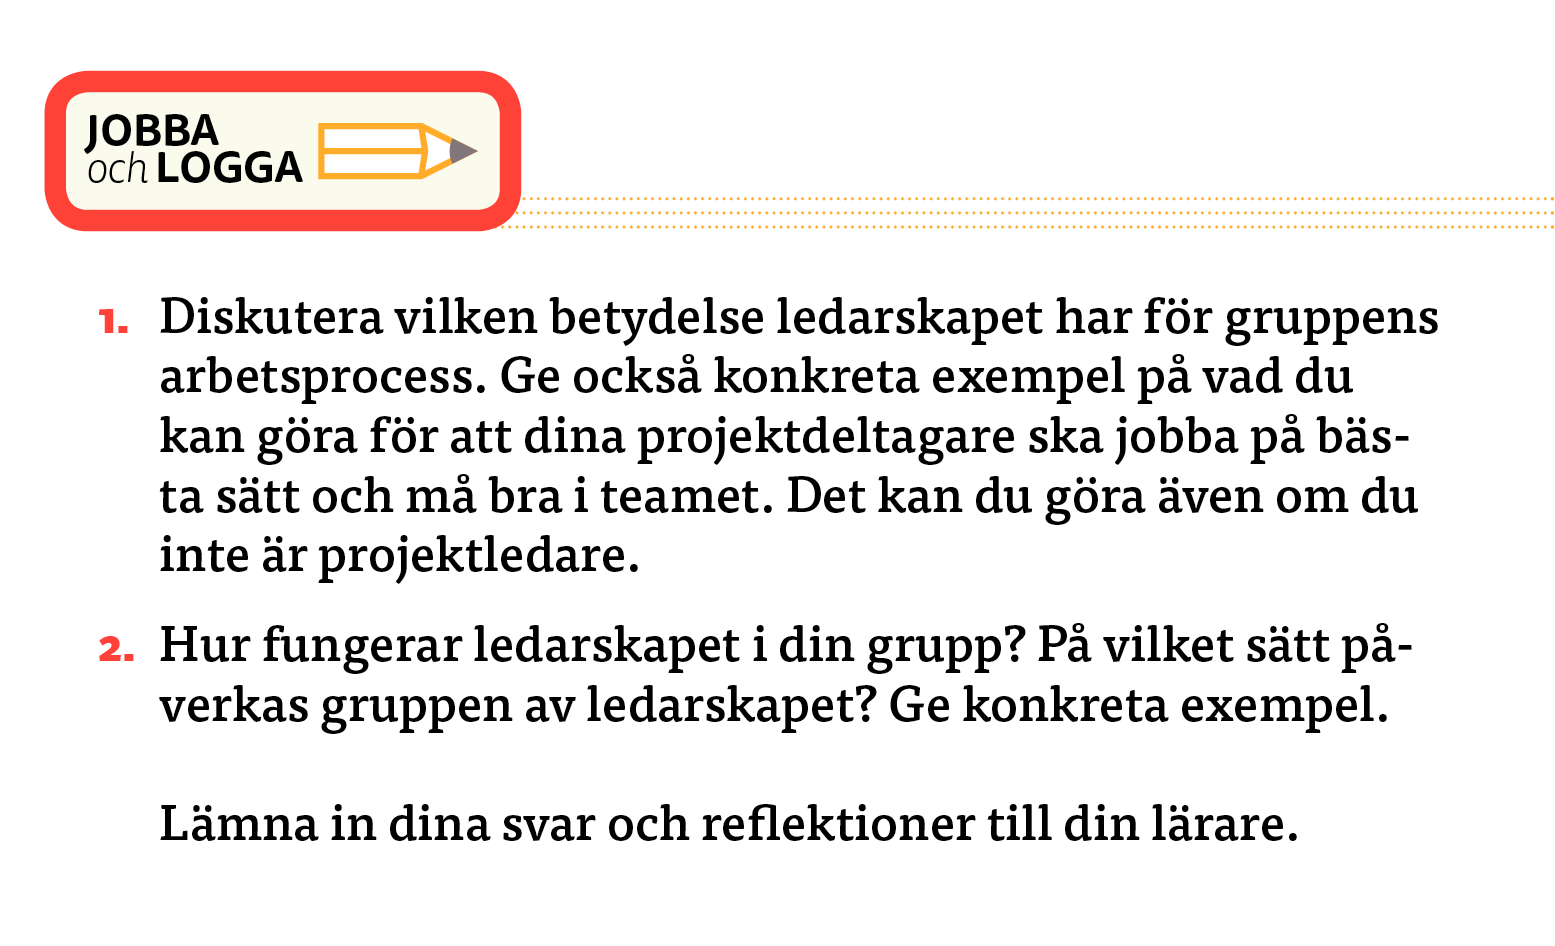 JOBBA
och LOGGA
1. Diskutera vilken betydelse ledarskapet har för gruppens
arbetsprocess. Ge också konkreta exempel på vad du
kan göra för att dina projektdeltagare ska jobba på bäs-
ta sätt och må bra i teamet. Det kan du göra även om du
inte är projektledare.
2. Hur fungerar ledarskapet i din grupp? På vilket sätt på-
verkas gruppen av ledarskapet? Ge konkreta exempel.
Lämna in dina svar och reflektioner till din lärare.